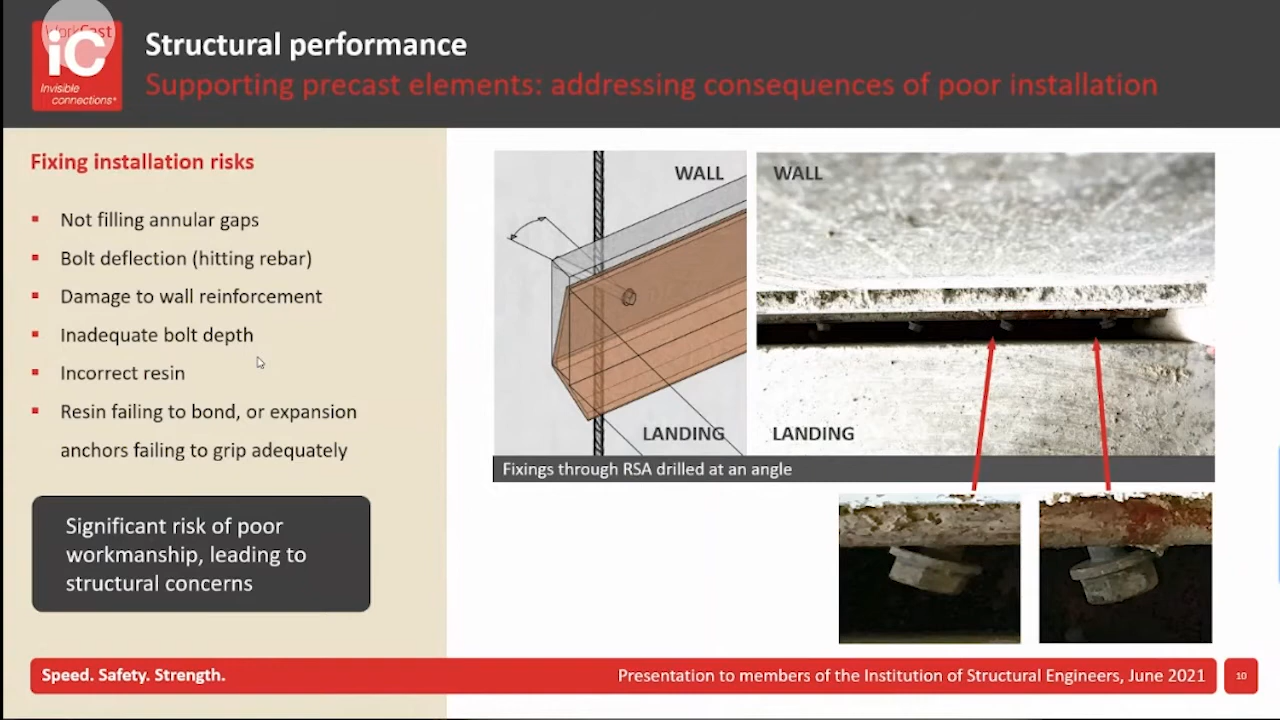 WorkCast
iC
Invisible
connections®
Structural performance
Supporting precast elements: addressing consequences of poor installation
Fixing installation risks
Not filling annular gaps
Bolt deflection (hitting rebar)
Damage to wall reinforcement
Inadequate bolt depth
Incorrect resin
Resin failing to bond, or expansion
anchors failing to grip adequately
Significant risk of poor
workmanship, leading to
structural concerns
WALL
LANDING
WALL
LANDING
Fixings through RSA drilled at an angle
Speed. Safety. Strength.
Presentation to members of the Institution of Structural Engineers, June 2021
10